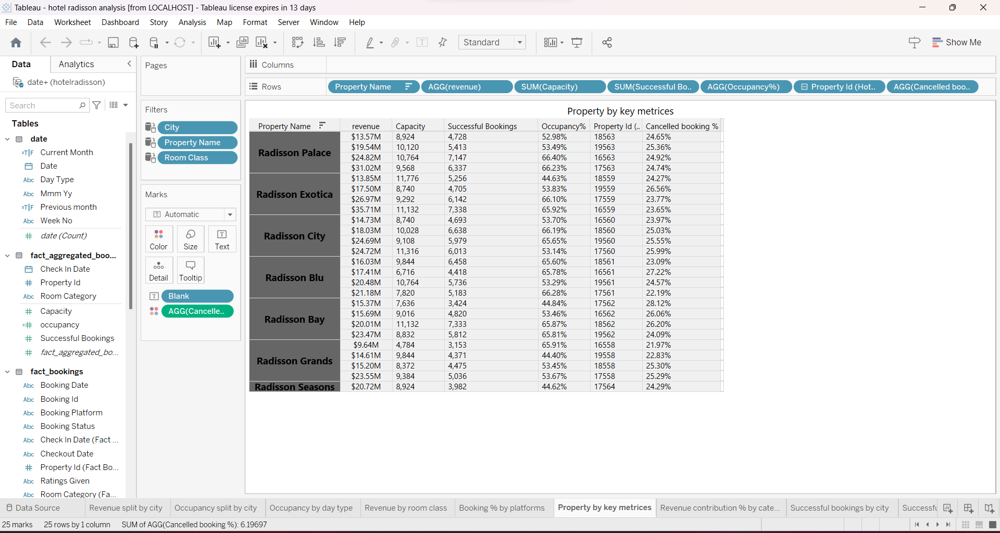 Tableau - hotel radisson analysis [from LOCALHOST] - Tableau license expires in 13 days
File Data Worksheet Dashboard Story Analysis Map Format Server Window Help
Standard
Show Me
Data Analytics
date+ (hotelradisson)
Search
Tables
date
=T|F Current Month
Date
Abc Day Type
Abc Mmm Yy
=T|F Previous month
Abc Week No
# date (Count)
fact_aggregated_boo...
Check In Date
# Property Id
Abc Room Category
# Capacity
=# occupancy
# Successful Bookings
# fact_aggregated_bo...
fact_bookings
Abc Booking Date
Abc Booking Id
Abc Booking Platform
Abc Booking Status
Abc Check In Date (Fact ...
Abc Checkout Date
# Property Id (Fact Bo...
Abc Ratings Given
Abc Room Category (Fa...
Pages
Filters
City
Property Name
Room Class
Marks
T Automatic
Color Size Text
Detail Tooltip
T Blank
AGG(Cancelle..
Columns
Rows Property Name AGG(revenue) SUM(Capacity) SUM(Successful Bo.. AGG(Occupancy%) Property Id (Hot.. AGG(Cancelled boo..
Property by key metrices
Property Name revenue Capacity Successful Bookings Occupancy% Property Id (.. Cancelled booking %
Radisson Palace
$13.57M 8,924 4,728 52.98% 18563 24.65%
$19.54M 10,120 5,413 53.49% 19563 25.36%
$24.82M 10,764 7,147 66.40% 16563 24.92%
$31.02M 9,568 6,337 66.23% 17563 24.74%
Radisson Exotica
$13.85M 11,776 5,256 44.63% 18559 24.27%
$17.50M 8,740 4,705 53.83% 19559 26.56%
$26.97M 9,292 6,142 66.10% 17559 23.77%
$35.71M 11,132 7,338 65.92% 16559 23.65%
Radisson City
$14.73M 8,740 4,693 53.70% 16560 23.97%
$18.03M 10,028 6,638 66.19% 18560 25.03%
$24.69M 9,108 5,979 65.65% 19560 25.55%
$24.72M 11,316 6,013 53.14% 17560 25.99%
Radisson Blu
$16.03M 9,844 6,458 65.60% 18561 23.09%
$17.41M 6,716 4,418 65.78% 16561 27.22%
$20.48M 10,764 5,736 53.29% 19561 24.57%
$21.18M 7,820 5,183 66.28% 17561 22.19%
Radisson Bay
$15.37M 7,636 3,424 44.84% 17562 28.12%
$15.69M 9,016 4,820 53.46% 16562 26.06%
$20.01M 11,132 7,333 65.87% 18562 26.20%
$23.47M 8,832 5,812 65.81% 19562 24.09%
Radisson Grands
$9.64M 4,784 3,153 65.91% 16558 21.97%
$14.61M 9,844 4,371 44.40% 19558 22.83%
$15.20M 8,372 4,475 53.45% 18558 25.30%
$23.55M 9,384 5,036 53.67% 17558 25.29%
Radisson Seasons $20.72M 8,924 3,982 44.62% 17564 24.29%
Data Source Revenue split by city Occupancy split by city Occupancy by day type Revenue by room class Booking % by platforms Property by key metrices Revenue contribution % by cate... Successful bookings by city Successfu
25 marks 25 rows by 1 column SUM of AGG(Cancelled booking %): 6.19697